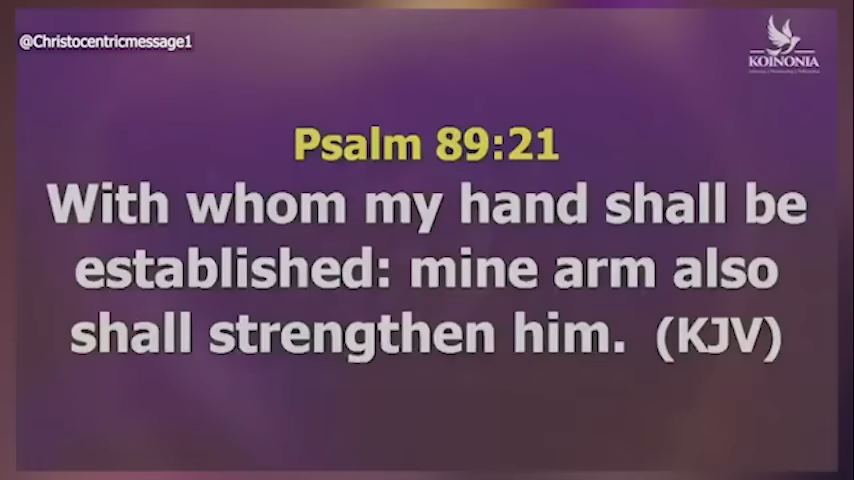 @Christocentricmessage1
KOINONIA
Psalm 89:21
With whom my hand shall be
established: mine arm also
shall strengthen him. (KJV)